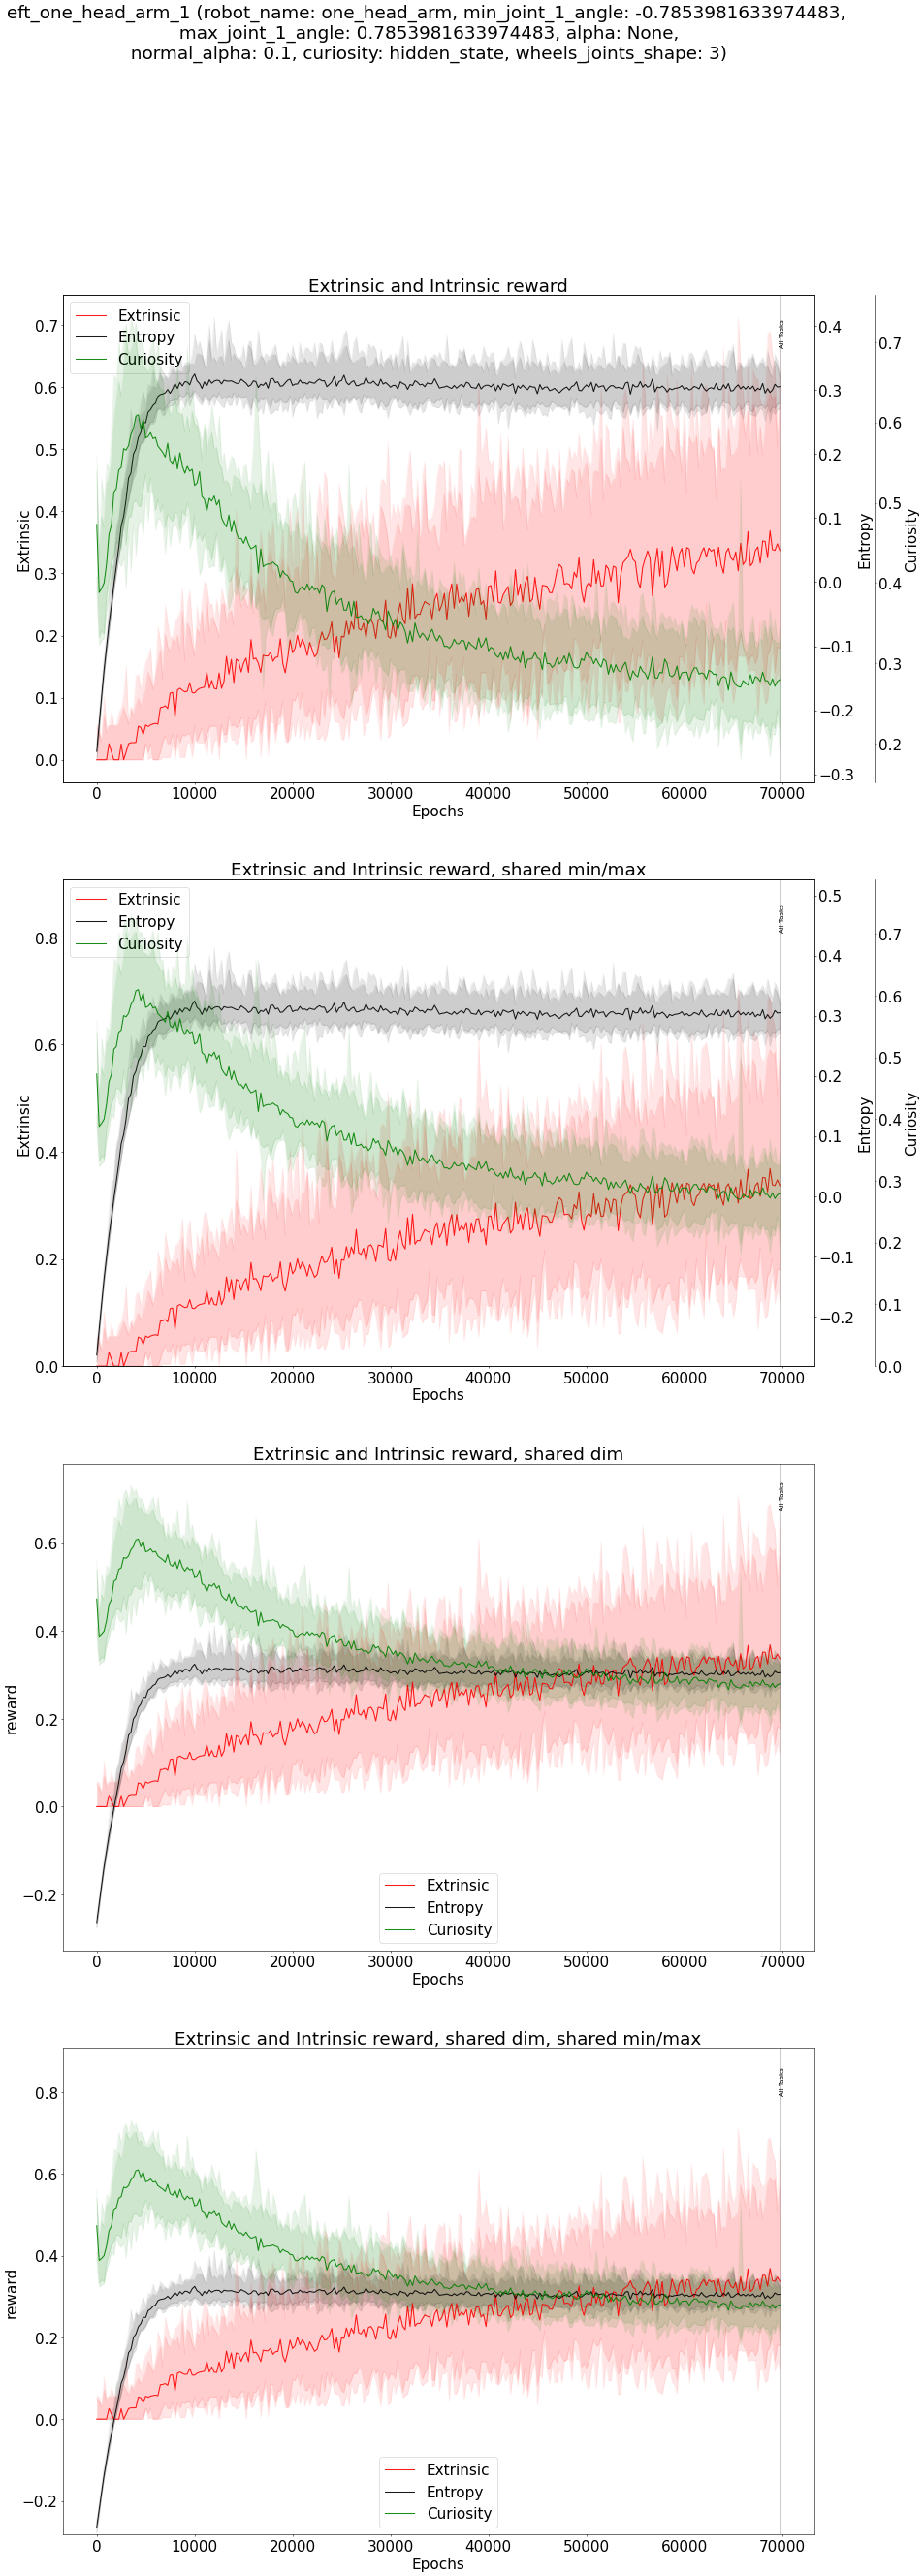 eft_one_head_arm_1 (robot_name: one_head_arm, min_joint_1_angle: -0.7853981633974483,
max_joint_1_angle: 0.7853981633974483, alpha: None,
normal_alpha: 0.1, curiosity: hidden_state, wheels_joints_shape: 3)
Extrinsic and Intrinsic reward
Extrinsic
Entropy
Curiosity
All Tasks
0.7
0.6
0.5
0.4
0.3
0.2
0.1
0.0
Extrinsic
0.4
0.3
0.2
0.1
0.0
−0.1
−0.2
−0.3
Entropy
0.7
0.6
0.5
0.4
0.3
0.2
Curiosity
0 10000 20000 30000 40000 50000 60000 70000
Epochs
Extrinsic and Intrinsic reward, shared min/max
Extrinsic
Entropy
Curiosity
All Tasks
0.8
0.6
0.4
0.2
0.0
Extrinsic
0.5
0.4
0.3
0.2
0.1
0.0
−0.1
−0.2
Entropy
0.7
0.6
0.5
0.4
0.3
0.2
0.1
0.0
Curiosity
0 10000 20000 30000 40000 50000 60000 70000
Epochs
Extrinsic and Intrinsic reward, shared dim
All Tasks
0.6
0.4
0.2
0.0
−0.2
reward
Extrinsic
Entropy
Curiosity
0 10000 20000 30000 40000 50000 60000 70000
Epochs
Extrinsic and Intrinsic reward, shared dim, shared min/max
All Tasks
0.8
0.6
0.4
0.2
0.0
−0.2
reward
Extrinsic
Entropy
Curiosity
0 10000 20000 30000 40000 50000 60000 70000
Epochs